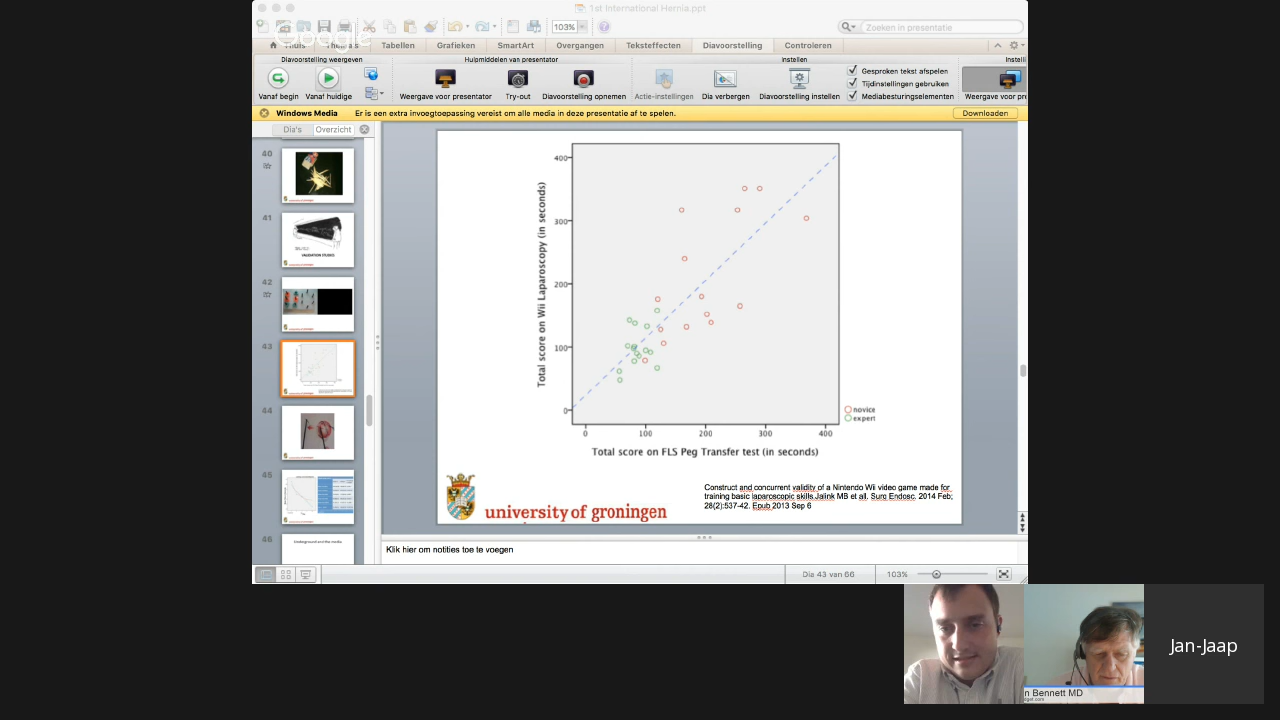 1st International Hernia.ppt
Google
103%
Zoeken in presentatie
Tabellen Grafieken SmartArt Overgangen Teksteffecten Diavoorstelling Controleren
Diavoorstelling weergeven Hulpmiddelen van presentator Instellen
Gesproken tekst afspelen
Tijdinstellingen gebruiken
Vanaf begin Vanaf huidige Weergave voor presentator Try-out Diavoorstelling opnemen Actie-instellingen Dia verbergen Diavoorstelling instellen Mediabesturingselementen
Windows Media Er is een extra invoegtoepassing vereist om alle media in deze presentatie af te spelen. Downloaden
Dia's Overzicht
40
41
VALIDATION STUDIES
42
43
44
45
46
Underground and the media
Total score on Wii Laparoscopy (in seconds)
400
300
200
100
0
0 100 200 300 400
Total score on FLS Peg Transfer test (in seconds)
novice
expert
university of groningen
Construct and concurrent validity of a Nintendo Wii video game made for
training basic laparoscopic skills.Jalink MB et all. Surg Endosc. 2014 Feb;
28(2):537-42. Epub 2013 Sep 6
Klik hier om notities toe te voegen
Dia 43 van 66 103%
n Bennett MD
Jan-Jaap